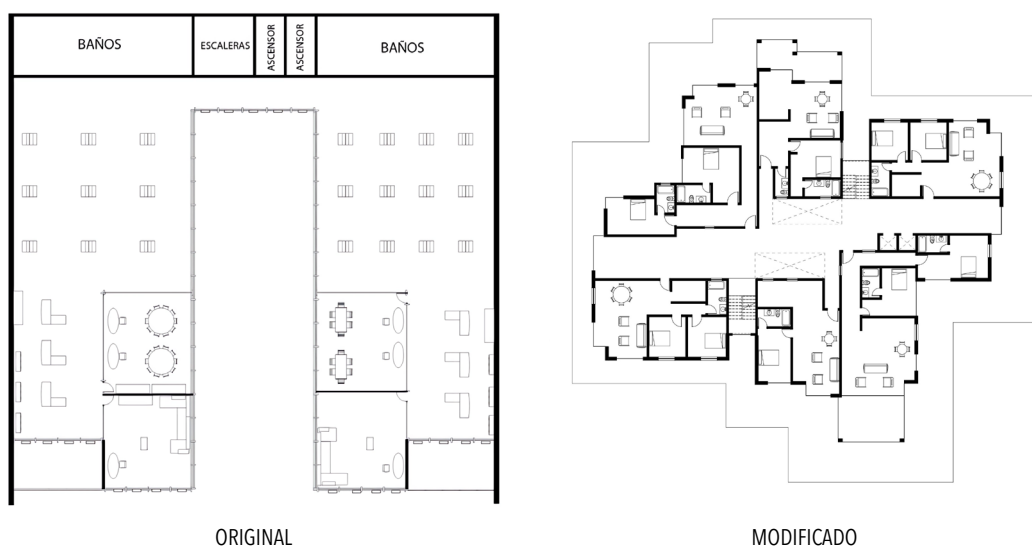 BAÑOS
ESCALERAS
ASCENSOR
ASCENSOR
BAÑOS
ORIGINAL
MODIFICADO